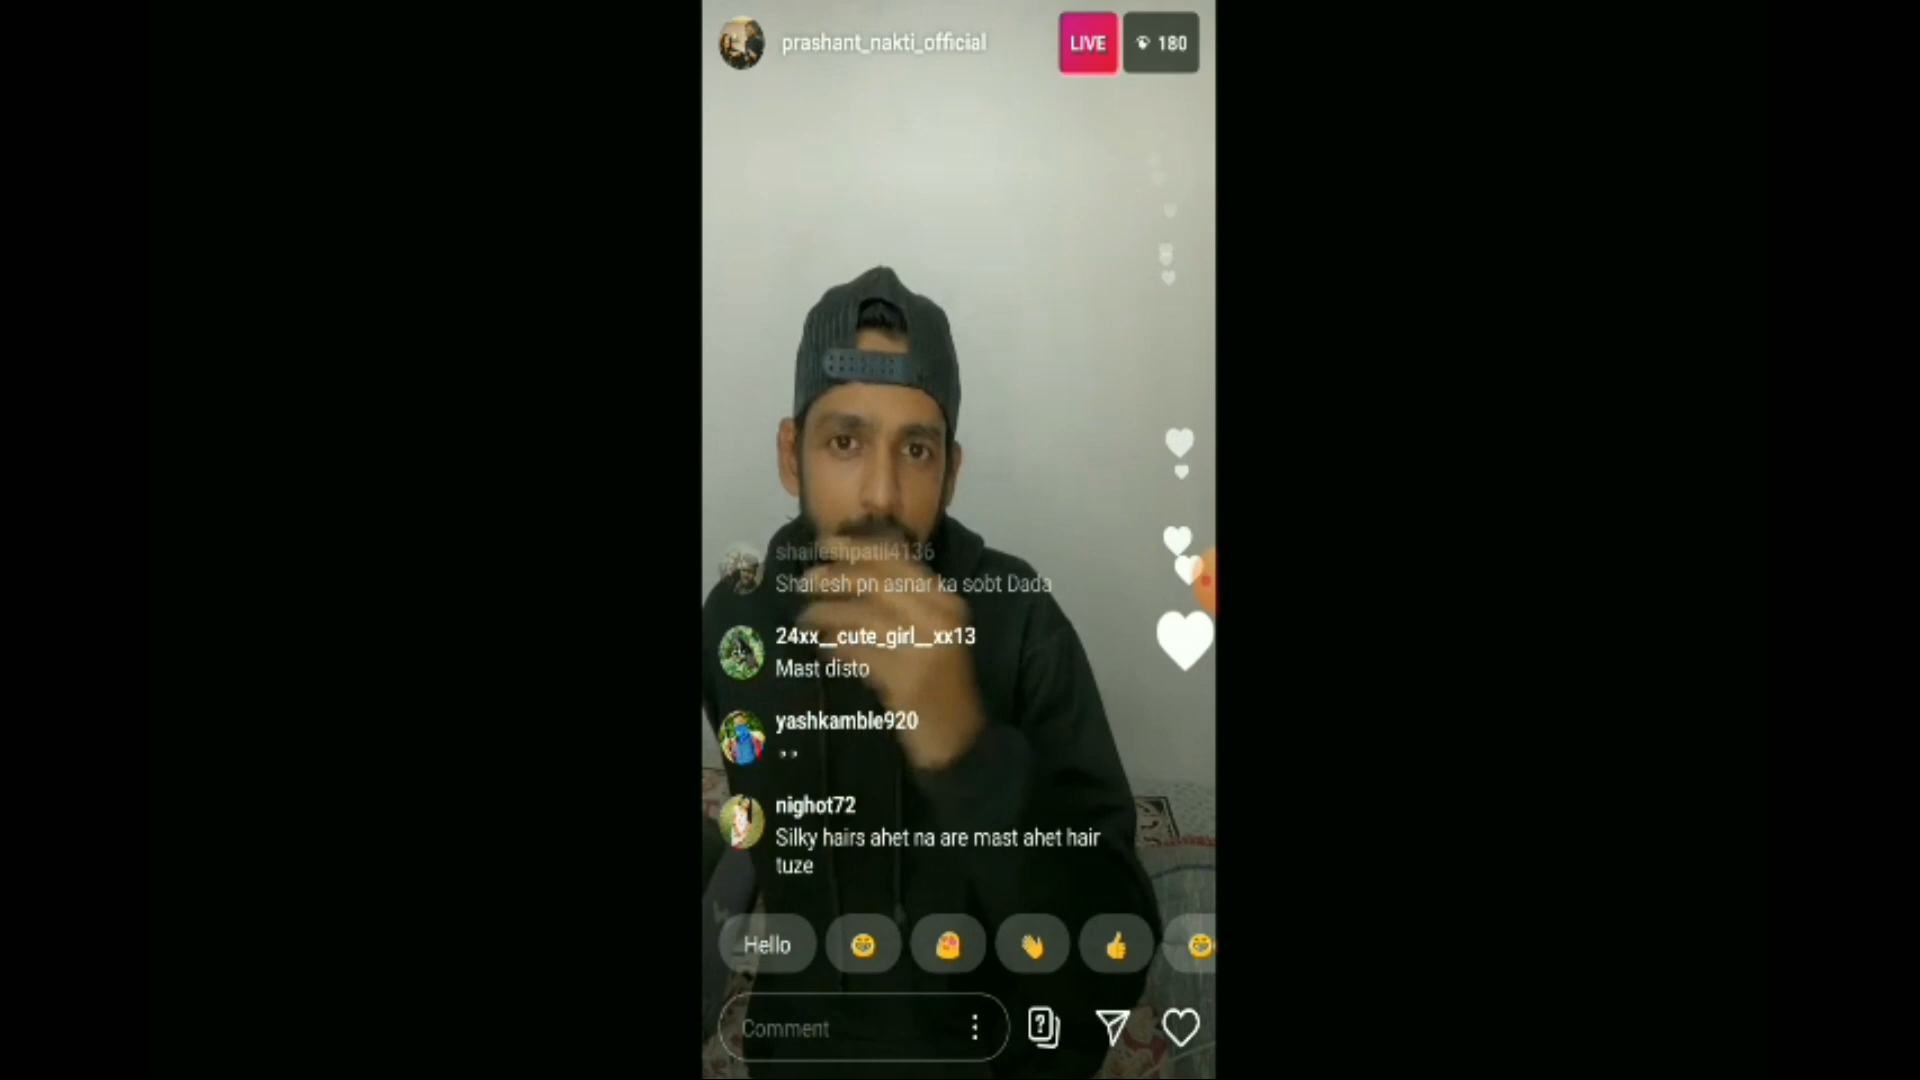 prashant_nakti_official
LIVE
180
shaileshpatil4136
Shailesh pn asnar ka sobt Dada
24xx__cute_girl__xx13
Mast disto
yashkamble920
,,
nighot72
Silky hairs ahet na are mast ahet hair
tuze
Hello
Comment